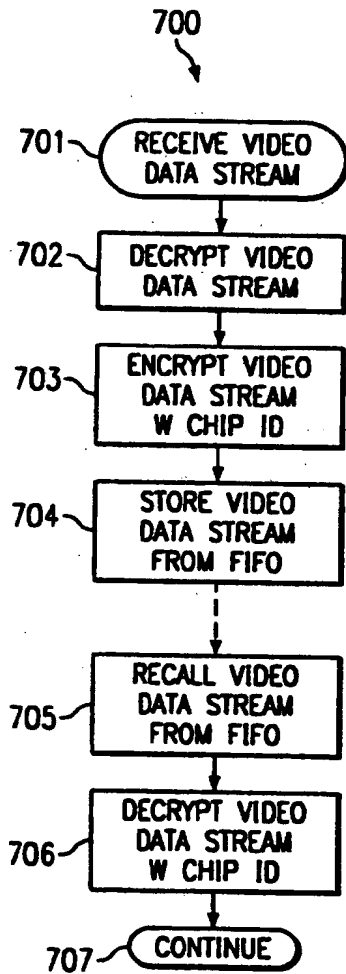 700
701
RECEIVE VIDEO
DATA STREAM
702
DECRYPT VIDEO
DATA STREAM
703
ENCRYPT VIDEO
DATA STREAM
W CHIP ID
704
STORE VIDEO
DATA STREAM
FROM FIFO
705
RECALL VIDEO
DATA STREAM
FROM FIFO
706
DECRYPT VIDEO
DATA STREAM
W CHIP ID
707
CONTINUE